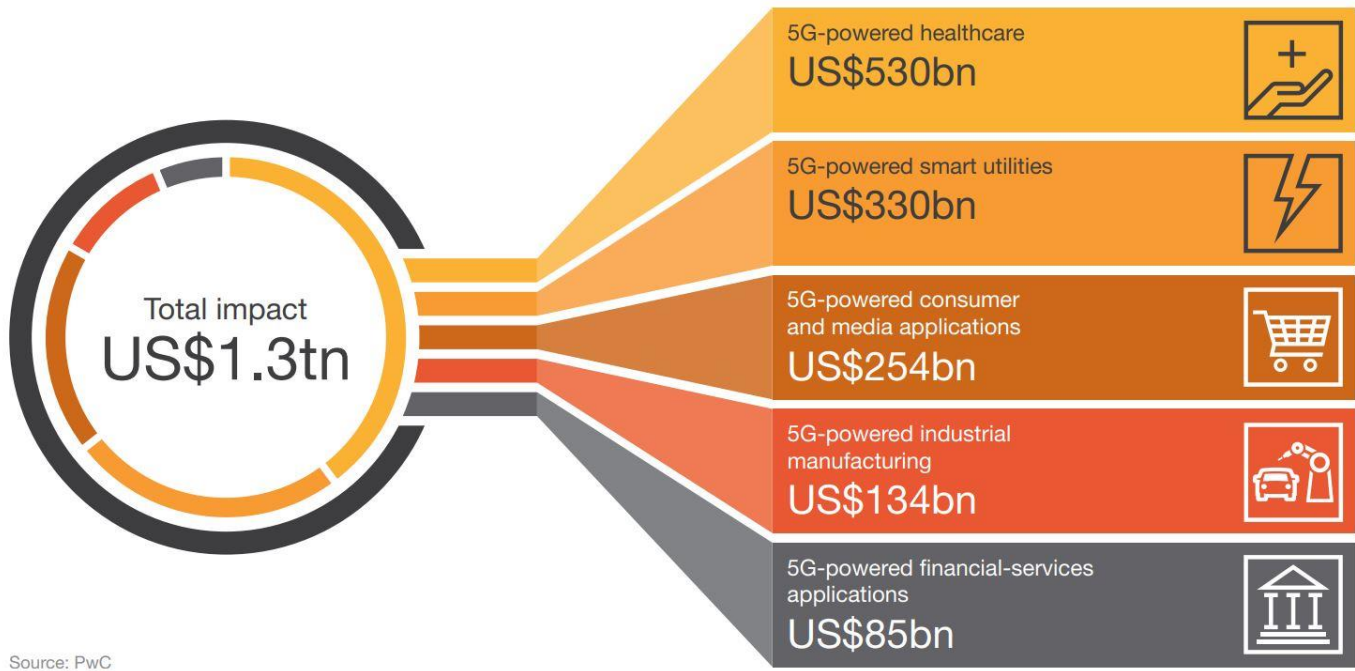 Total impact
US$1.3tn
5G-powered healthcare
US$530bn
5G-powered smart utilities
US$330bn
5G-powered consumer
and media applications
US$254bn
5G-powered industrial
manufacturing
US$134bn
5G-powered financial-services
applications
US$85bn
Source: PwC